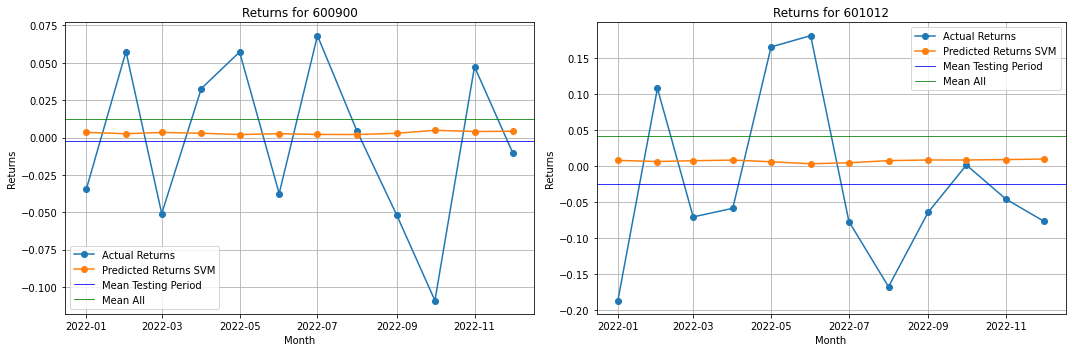 Returns for 600900
0.075
0.050
0.025
0.000
−0.025
−0.050
−0.075
−0.100
Returns
Actual Returns
Predicted Returns SVM
Mean Testing Period
Mean All
2022-01
2022-03
2022-05
2022-07
2022-09
2022-11
Month
Returns for 601012
0.15
0.10
0.05
0.00
−0.05
−0.10
−0.15
−0.20
Returns
Actual Returns
Predicted Returns SVM
Mean Testing Period
Mean All
2022-01
2022-03
2022-05
2022-07
2022-09
2022-11
Month